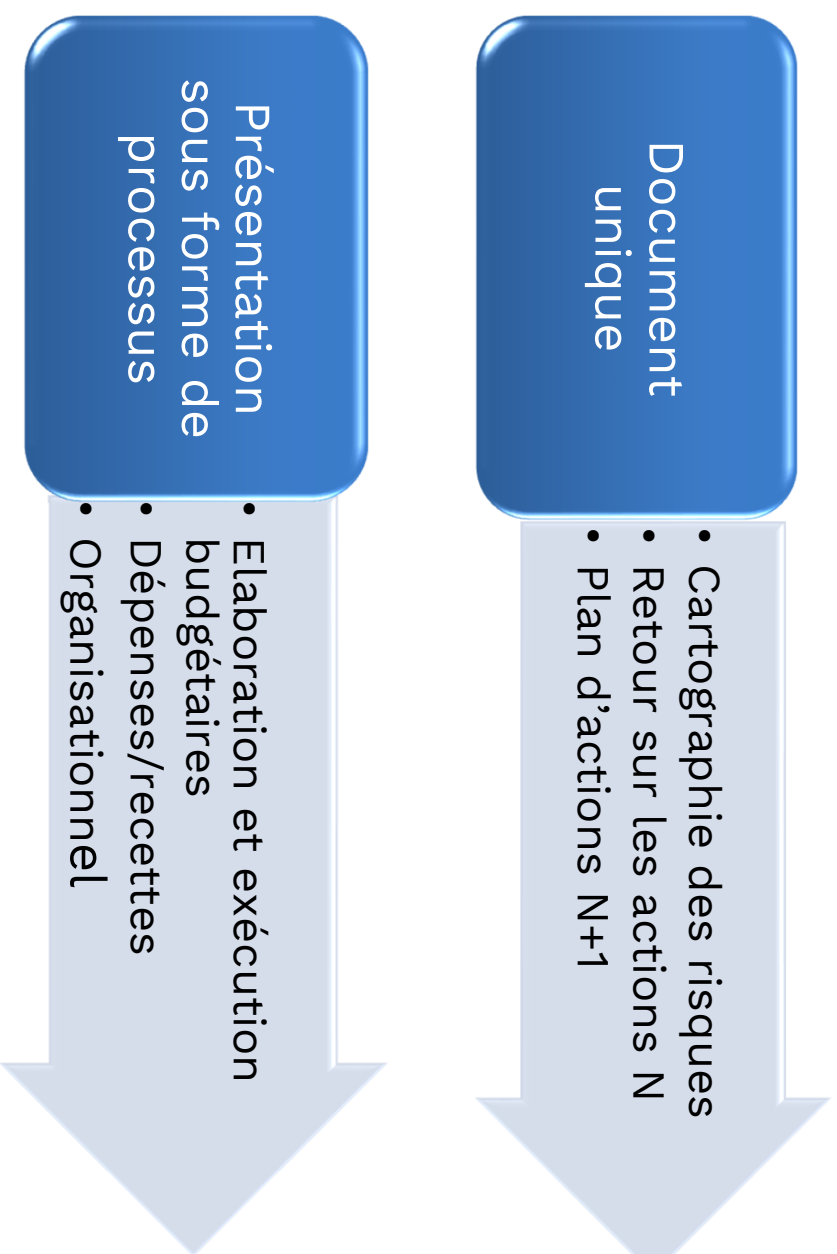 Document
unique
• Cartographie des risques
• Retour sur les actions N
• Plan d’actions N+1
Présentation
sous forme de
processus
• Elaboration et exécution
budgétaires
• Dépenses/recettes
• Organisationnel